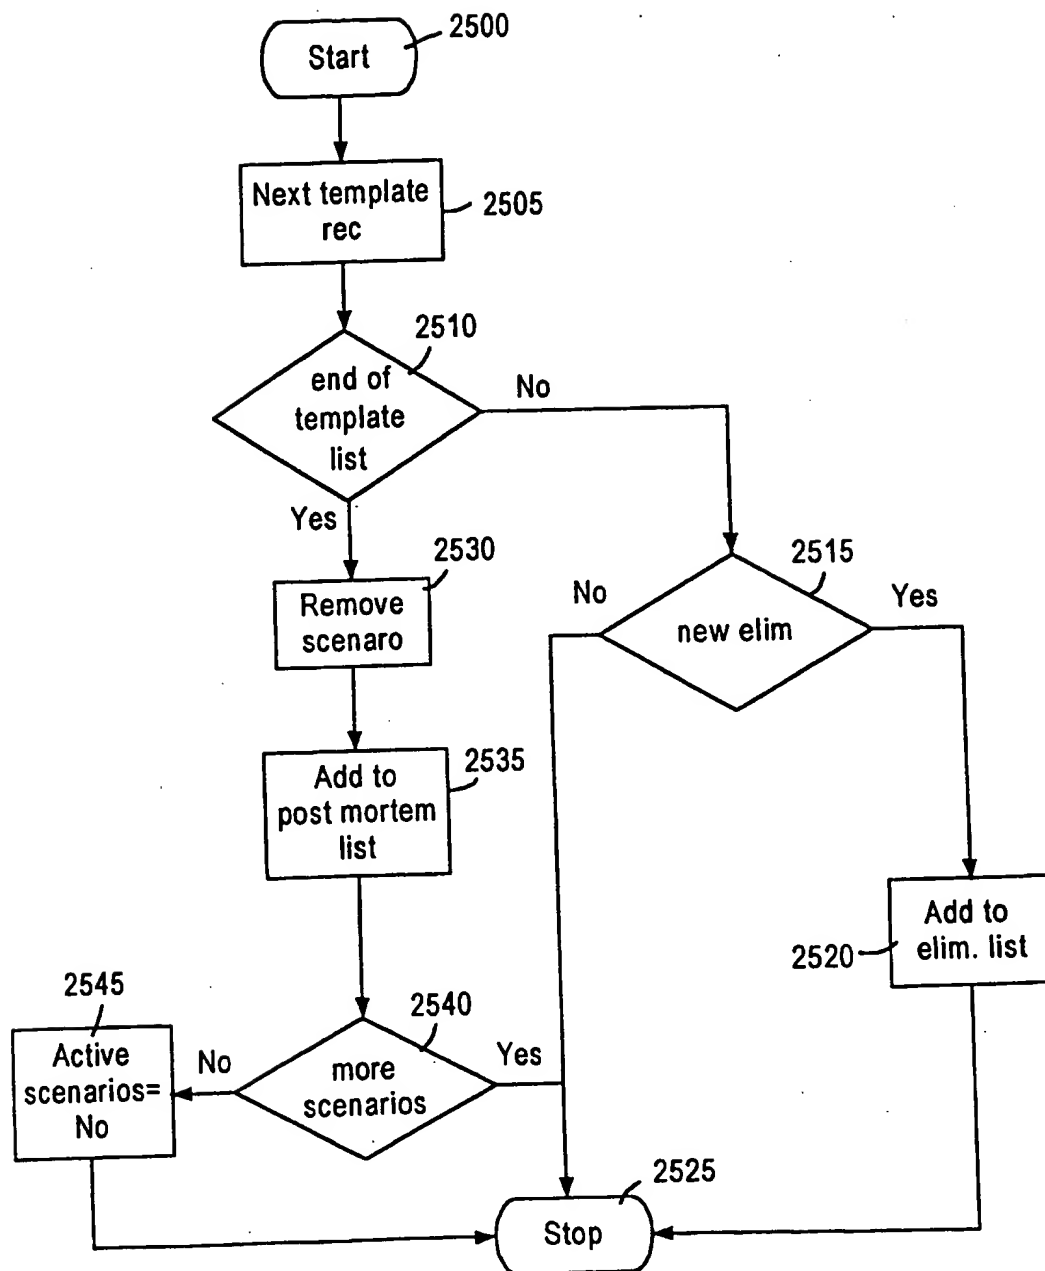 2500
Start
Next template
rec
2505
2510
end of
template
list
No
Yes
2530
Remove
scenaro
2515
No
new elim
Yes
2535
Add to
post mortem
list
Add to
elim. list
2520
2545
Active
scenarios=
No
No
2540
more
scenarios
Yes
2525
Stop